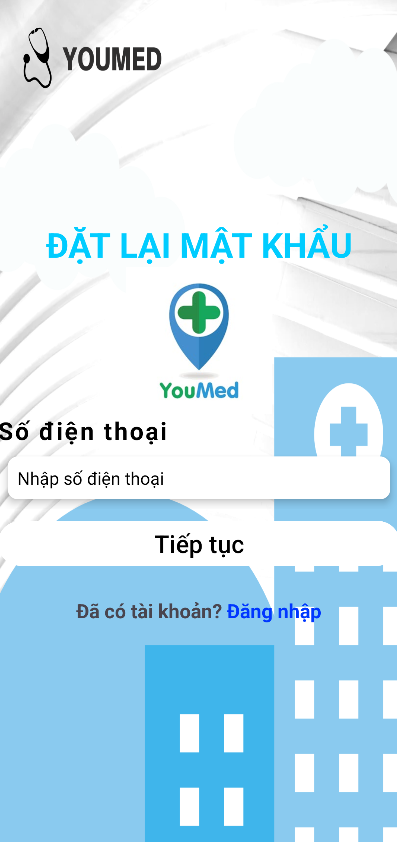 YOUMED
ĐẶT LẠI MẬT KHẨU
YouMed
Số điện thoại
Nhập số điện thoại
Tiếp tục
Đã có tài khoản? Đăng nhập